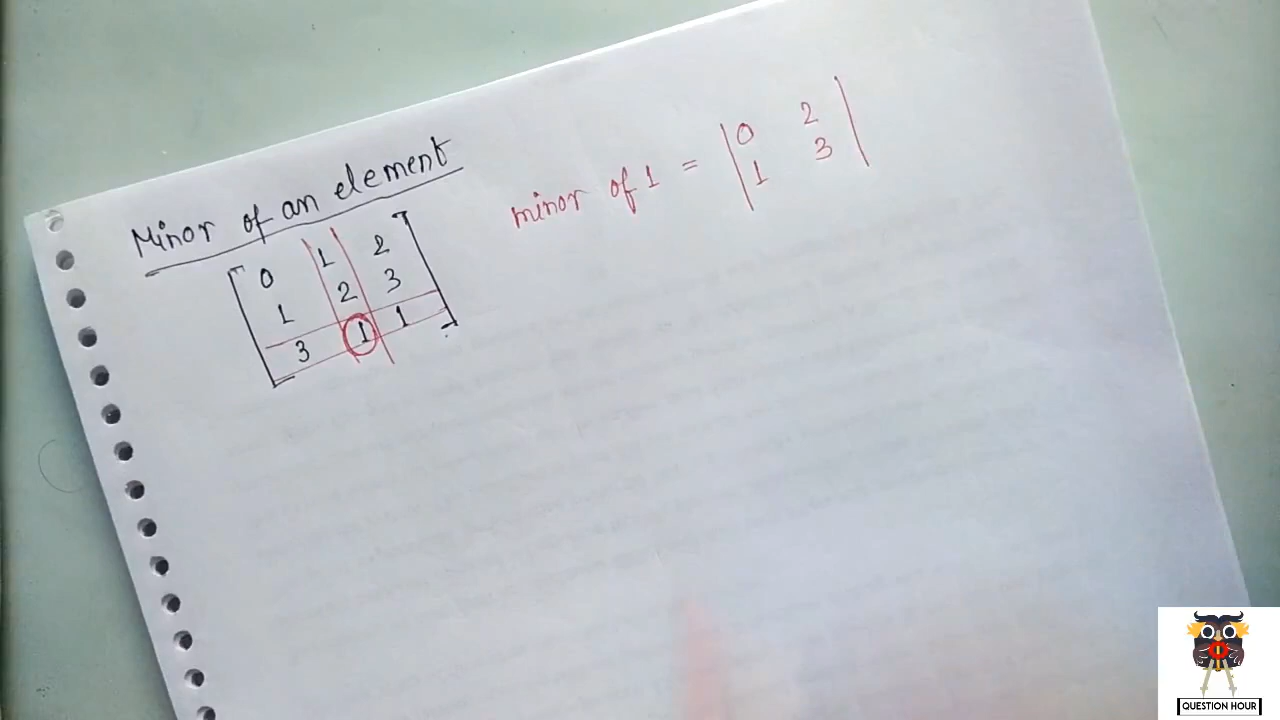 Minor of an element
0 1 2
1 2 3
3 1 1
minor of 1 =
0 2
1 3
QUESTION HOUR